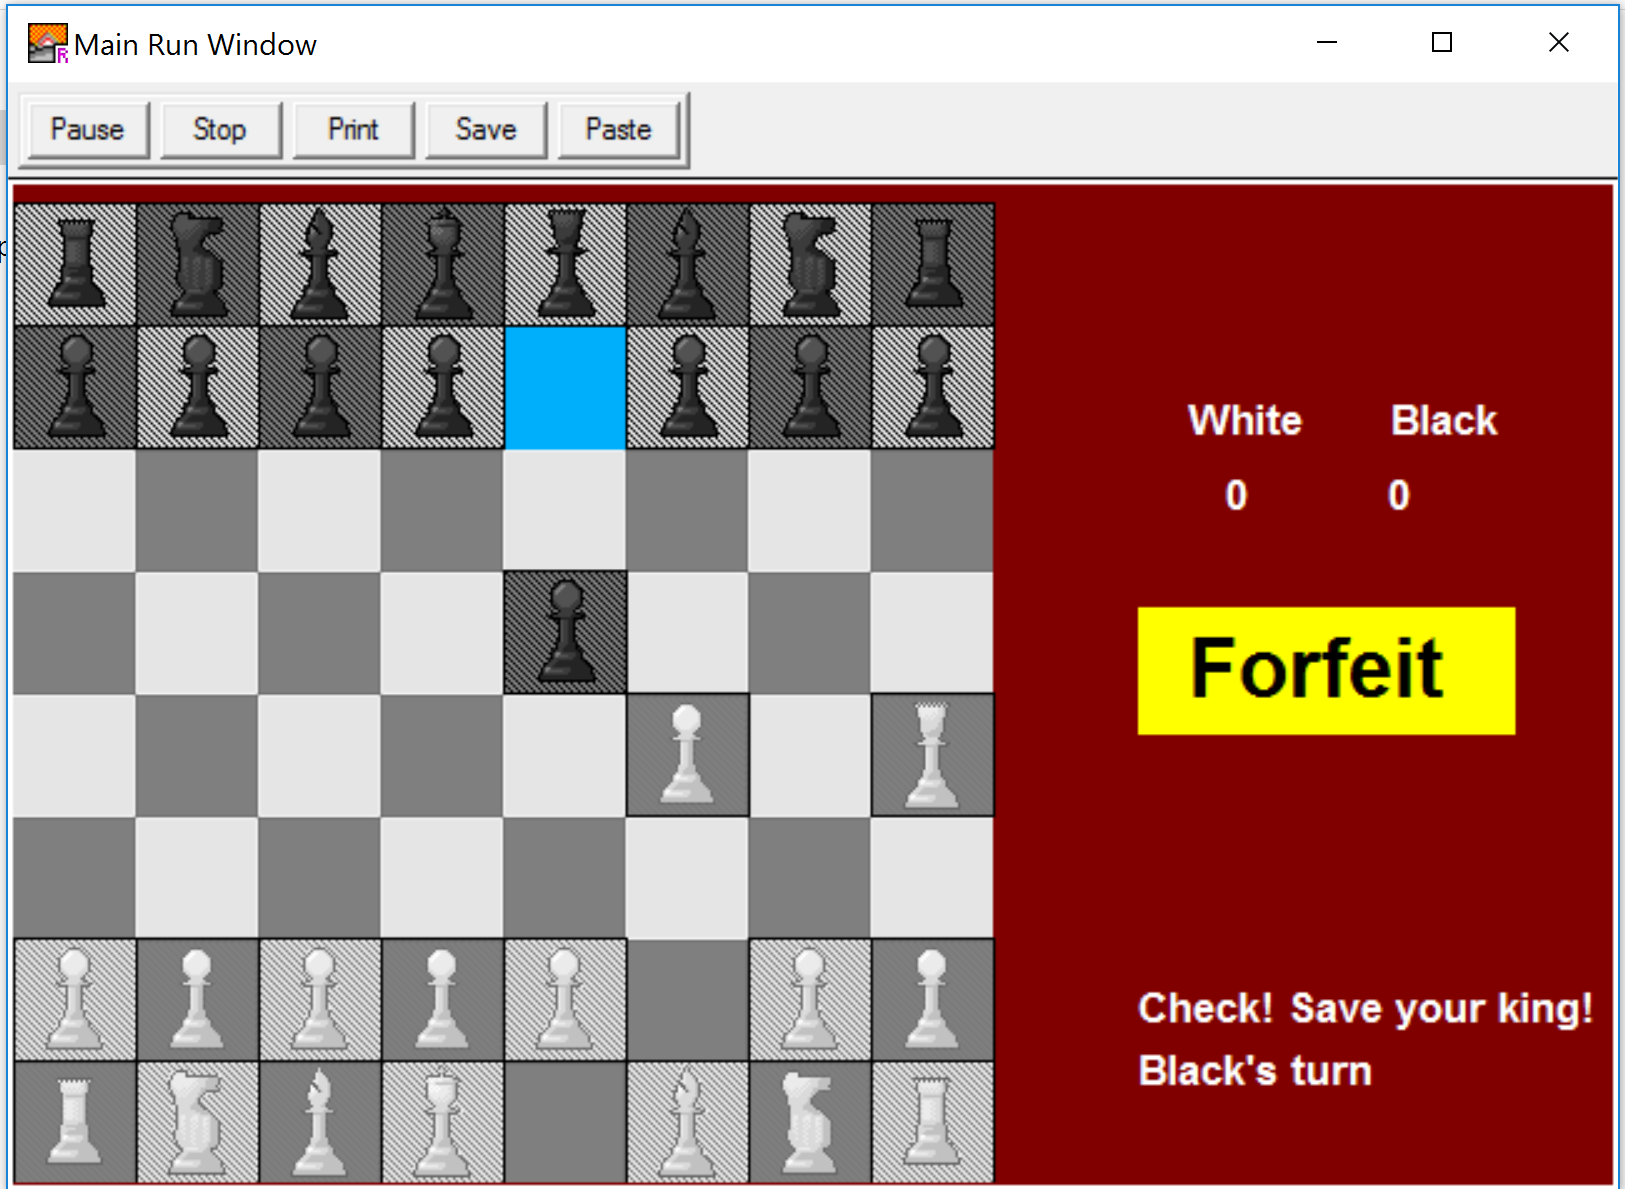 Main Run Window
Pause Stop Print Save Paste
White Black
0 0
Forfeit
Check! Save your king!
Black's turn